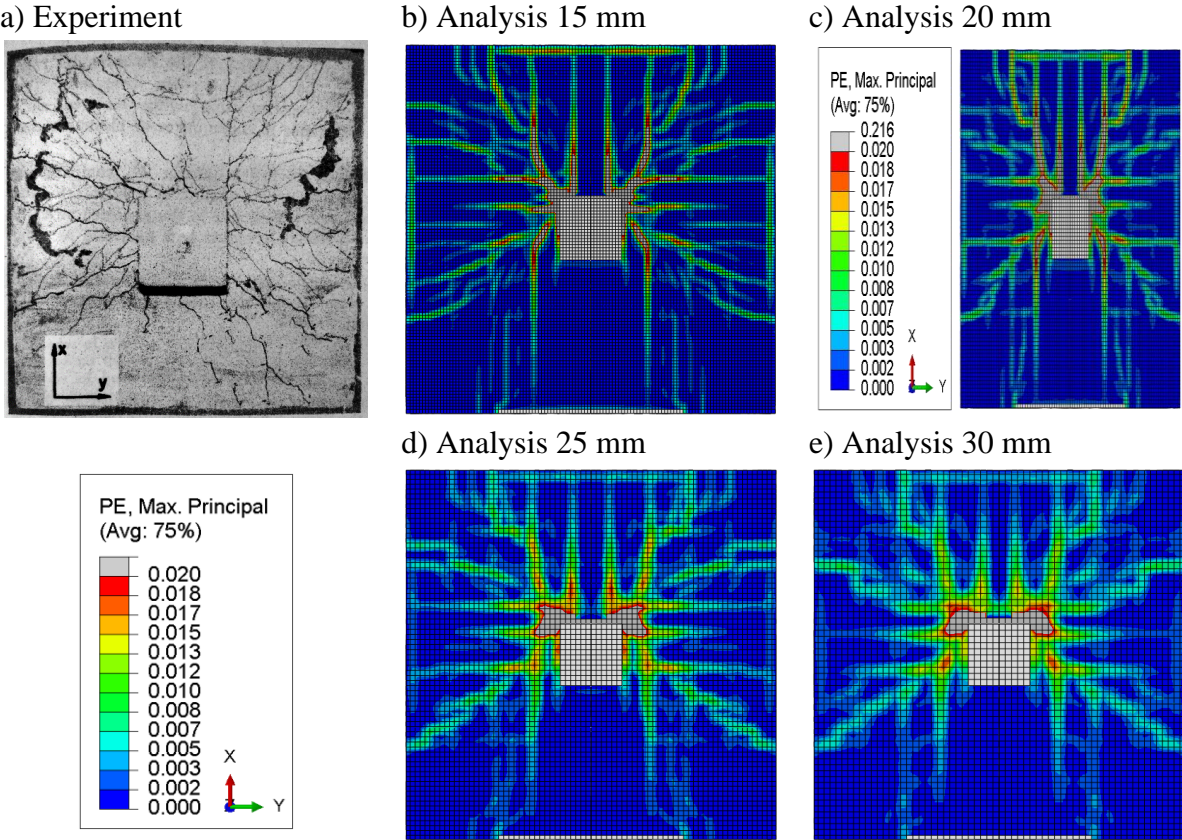 a) Experiment
b) Analysis 15 mm
c) Analysis 20 mm
x
y
PE, Max. Principal
(Avg: 75%)
0.216
0.020
0.018
0.017
0.015
0.013
0.012
0.010
0.008
0.007
0.005
0.003
0.002
0.000
X
Y
d) Analysis 25 mm
e) Analysis 30 mm
PE, Max. Principal
(Avg: 75%)
0.020
0.018
0.017
0.015
0.013
0.012
0.010
0.008
0.007
0.005
0.003
0.002
0.000
X
Y